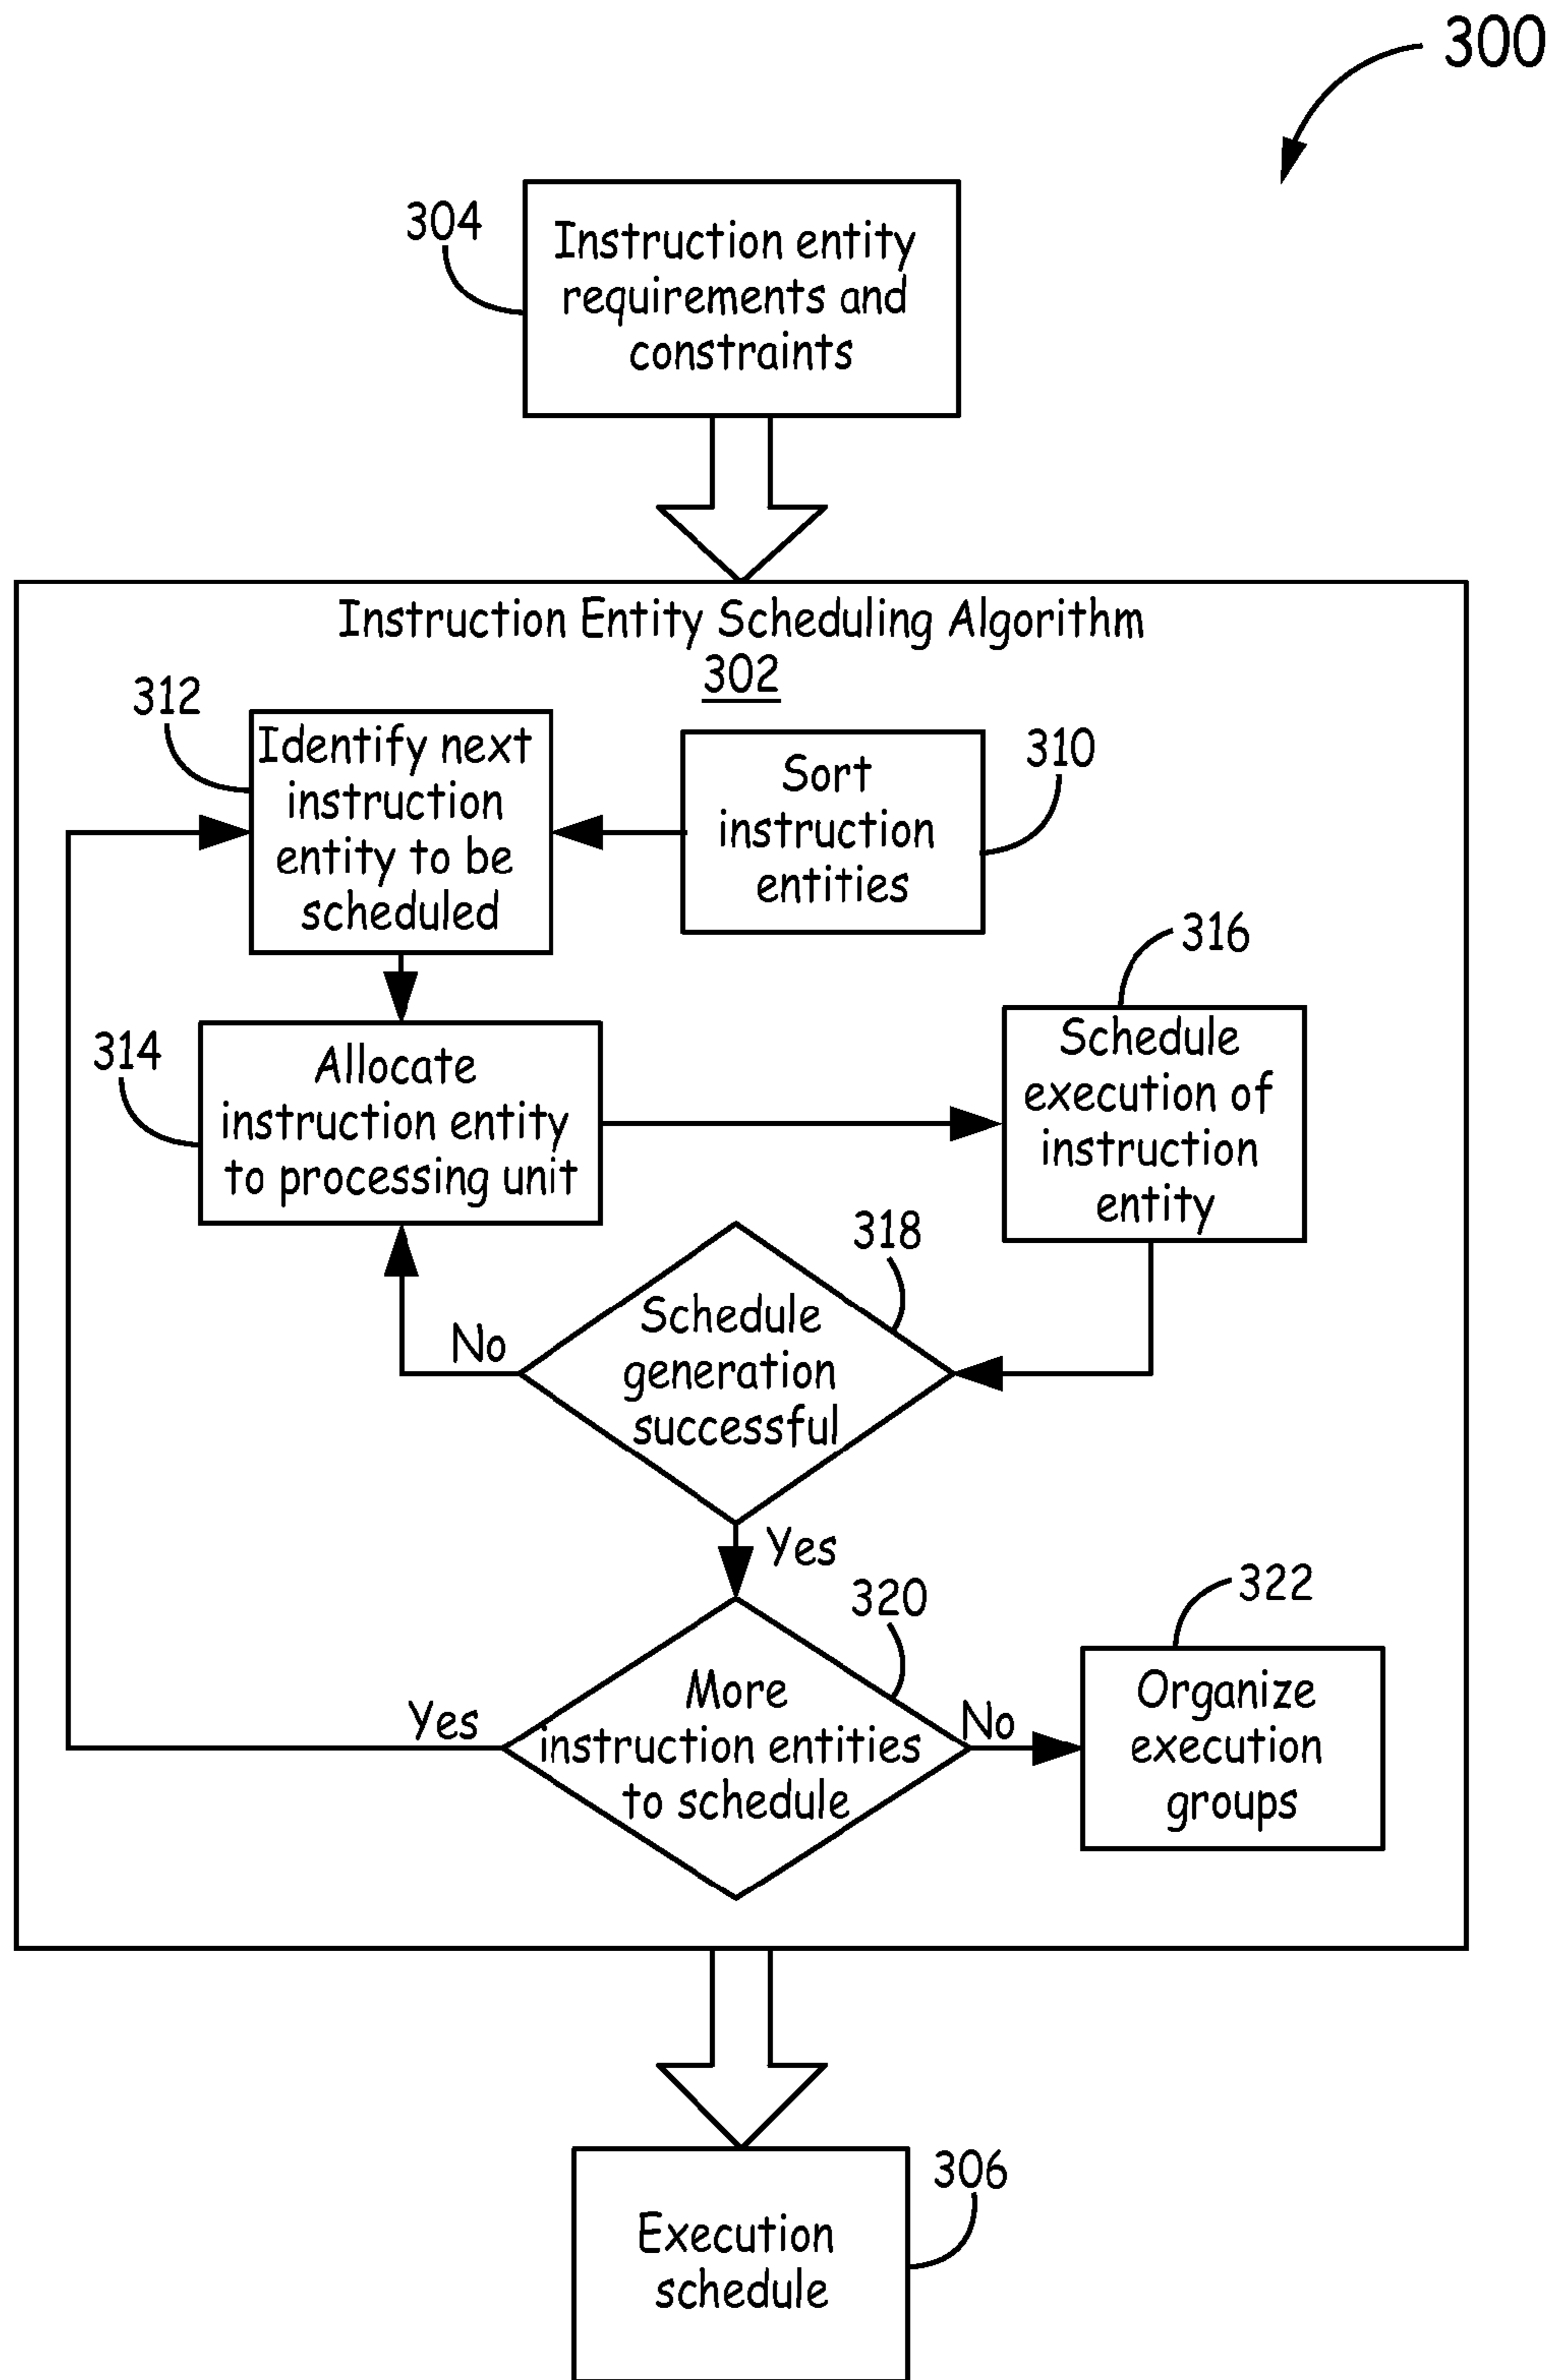 300
304
Instruction entity
requirements and
constraints
Instruction Entity Scheduling Algorithm
302
312
Identify next
instruction
entity to be
scheduled
310
Sort
instruction
entities
316
Schedule
execution of
instruction
entity
314
Allocate
instruction entity
to processing unit
318
Schedule
generation
successful
No
Yes
320
More
instruction entities
to schedule
Yes
No
322
Organize
execution
groups
306
Execution
schedule